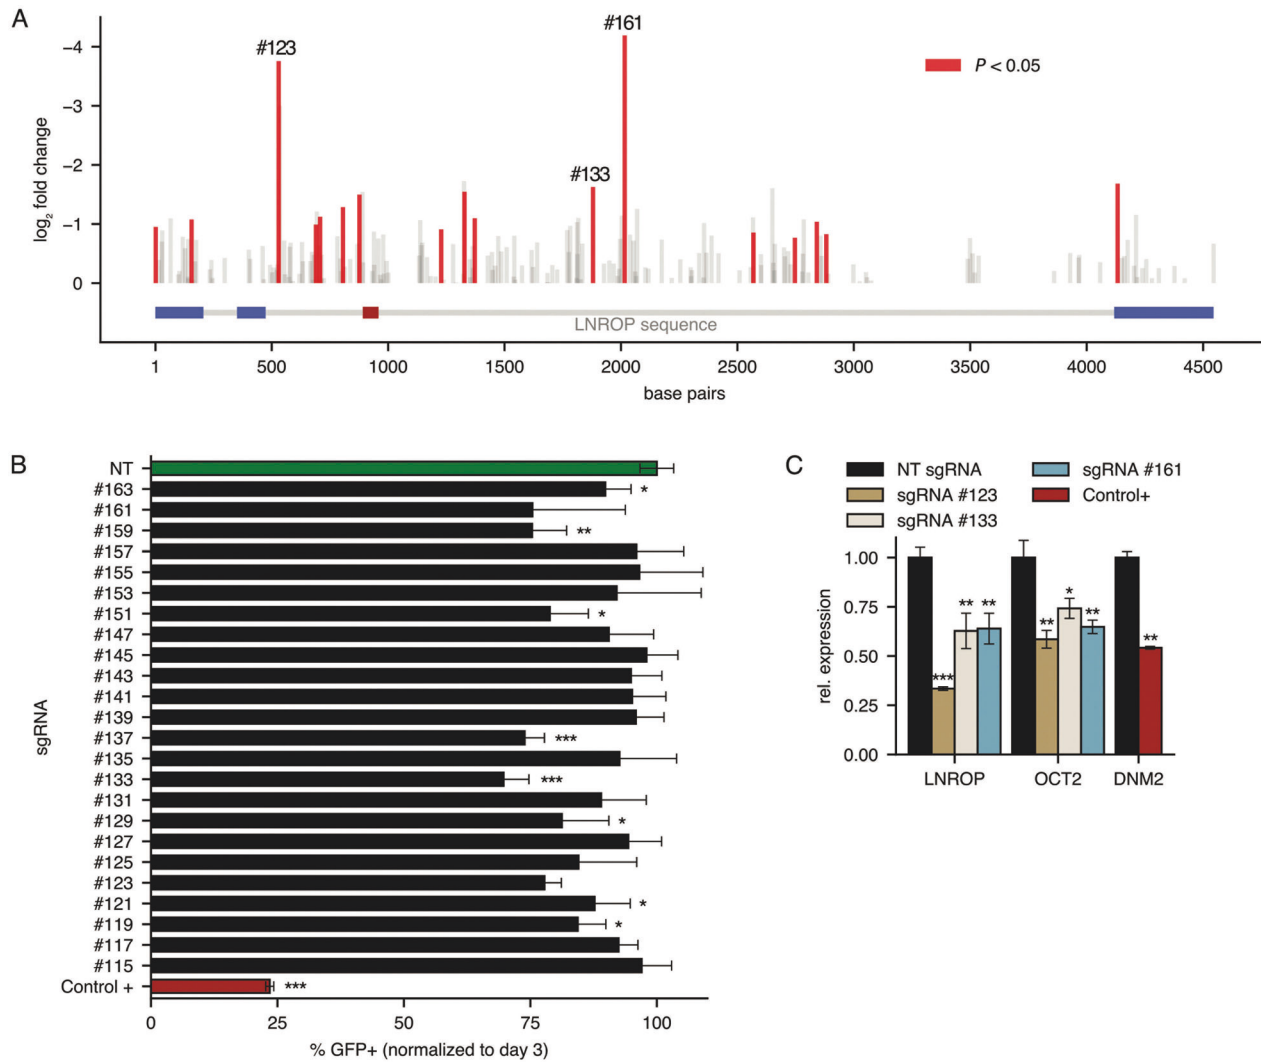 A
log2 fold change
−4
−3
−2
−1
0
#123
#133
#161
P < 0.05
LNROP sequence
1 500 1000 1500 2000 2500 3000 3500 4000 4500
base pairs
B
sgRNA
NT
#163 *
#161
#159 **
#157
#155
#153
#151 *
#147
#145
#143
#141
#139
#137 ***
#135
#133 ***
#131
#129 *
#127
#125
#123
#121 *
#119 *
#117
#115
Control + ***
0 25 50 75 100
% GFP+ (normalized to day 3)
C
NT sgRNA
sgRNA #123
sgRNA #133
sgRNA #161
Control+
rel. expression
1.00
0.75
0.50
0.25
0.00
*** ** **
** * **
**
LNROP OCT2 DNM2